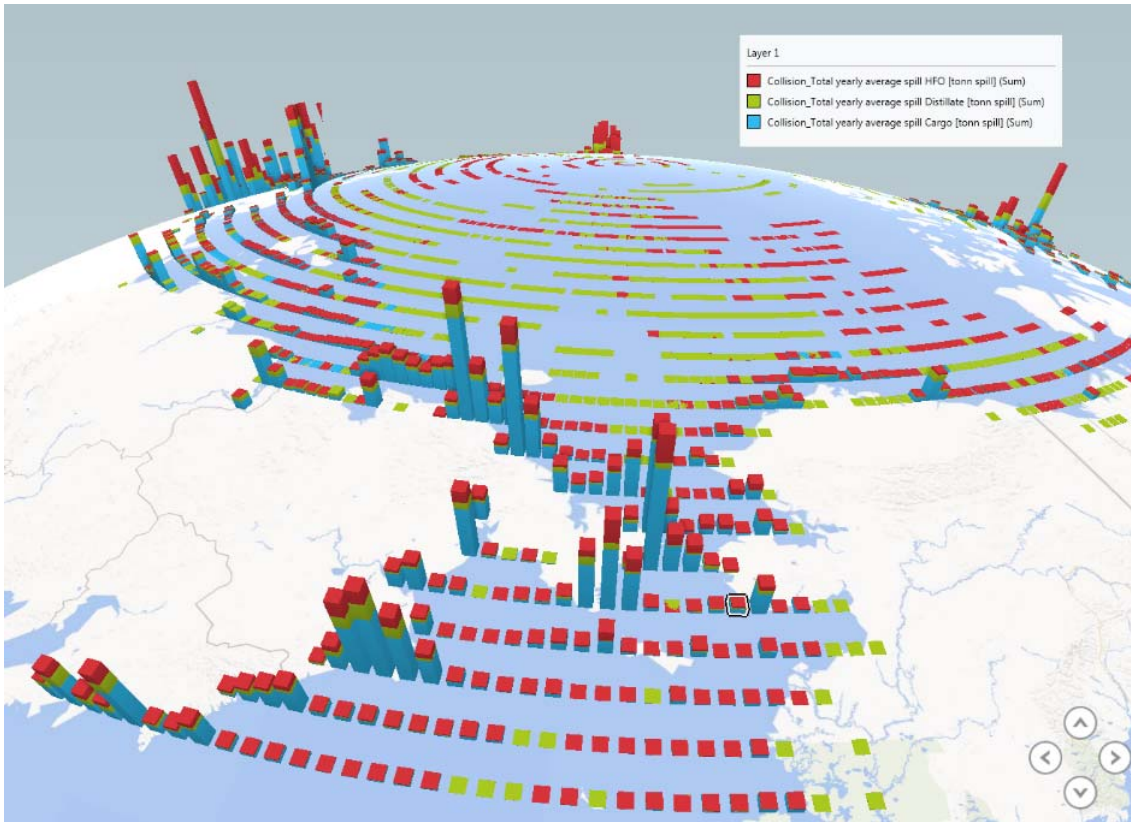 Layer 1
Collision_Total yearly average spill HFO [tonn spill] (Sum)
Collision_Total yearly average spill Distillate [tonn spill] (Sum)
Collision_Total yearly average spill Cargo [tonn spill] (Sum)